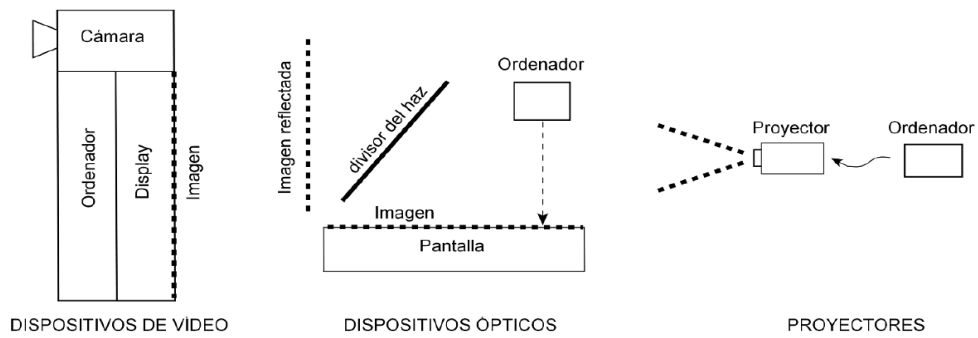 Cámara
Ordenador
Display
Imagen
DISPOSITIVOS DE VÍDEO
Imagen reflectada
divisor del haz
Ordenador
Imagen
Pantalla
DISPOSITIVOS ÓPTICOS
Proyector
Ordenador
PROYECTORES